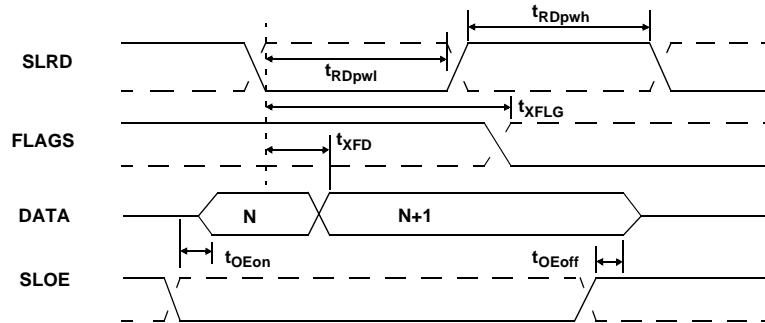 t_RDpwh
SLRD
t_RDpwl
t_XFLG
FLAGS
t_XFD
DATA N N+1
t_OEon t_OEoff
SLOE